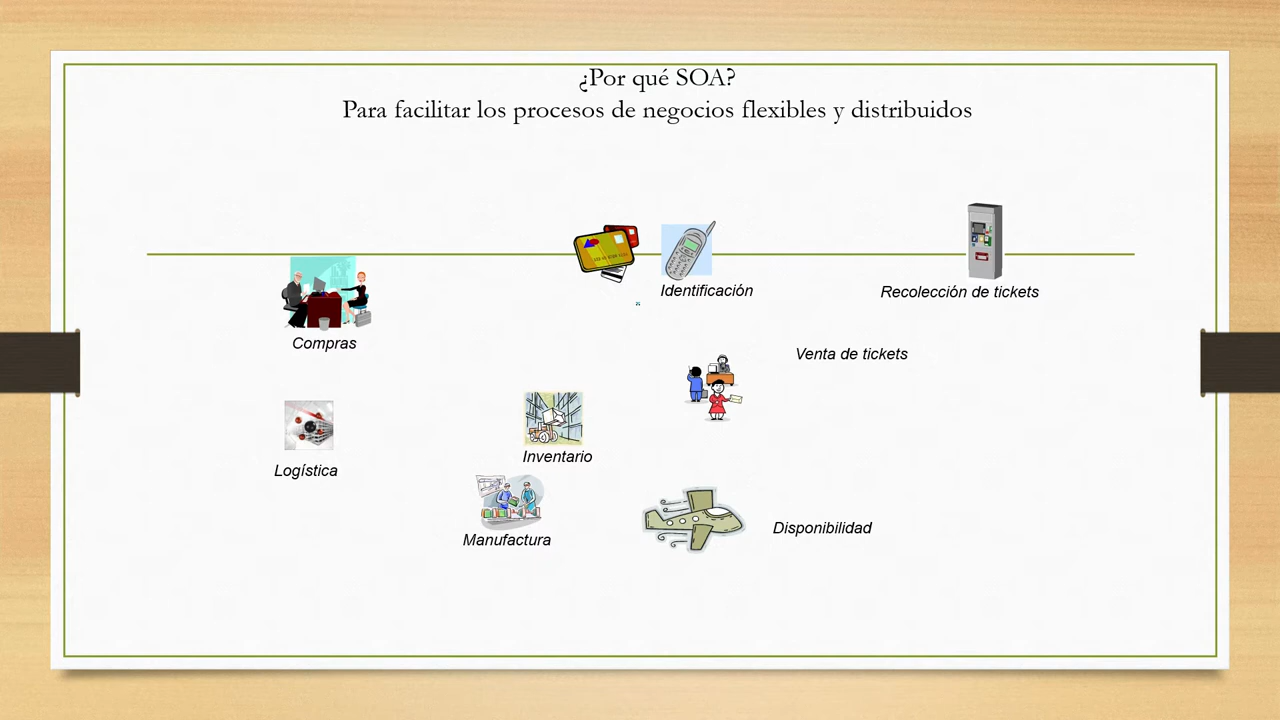 ¿Por qué SOA?
Para facilitar los procesos de negocios flexibles y distribuidos
Identificación
Recolección de tickets
Compras
Venta de tickets
Inventario
Logística
Disponibilidad
Manufactura